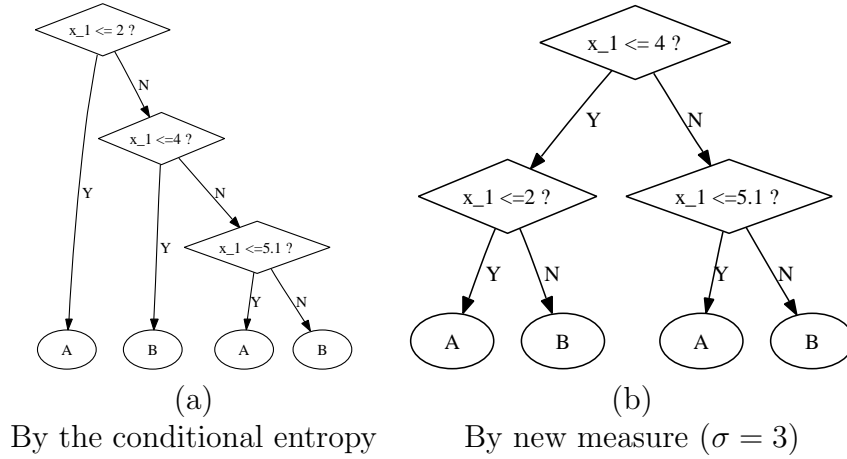 x_1 <= 2 ?
N
x_1 <=4 ?
Y
N
Y
x_1 <=5.1 ?
Y
N
A
B
A
B
(a)
By the conditional entropy
x_1 <= 4 ?
Y
N
x_1 <=2 ?
x_1 <=5.1 ?
Y
N
Y
N
A
B
A
B
(b)
By new measure (σ = 3)